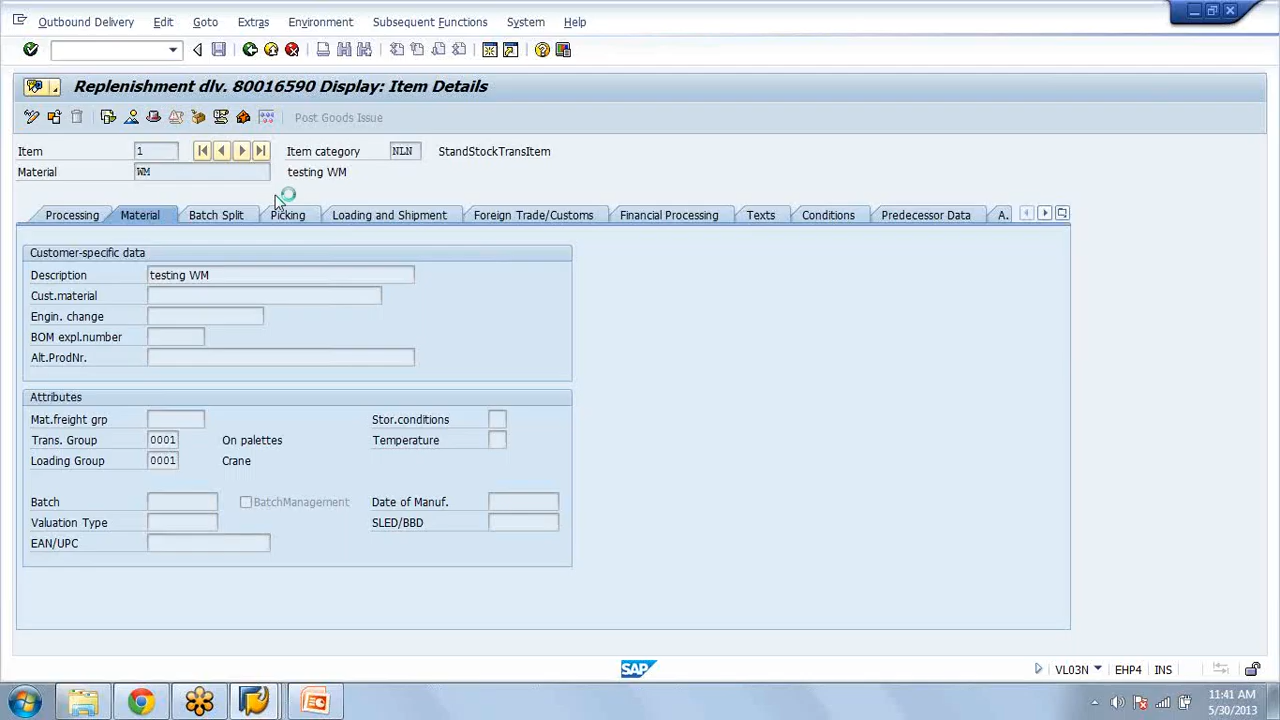 Outbound Delivery Edit Goto Extras Environment Subsequent Functions System Help
Replenishment dlv. 80016590 Display: Item Details
Post Goods Issue
Item 1 Item category NLN StandStockTransItem
Material WM testing WM
Processing Material Batch Split Picking Loading and Shipment Foreign Trade/Customs Financial Processing Texts Conditions Predecessor Data A.
Customer-specific data
Description testing WM
Cust.material
Engin. change
BOM expl.number
Alt.ProdNr.
Attributes
Mat.freight grp Stor.conditions
Trans. Group 0001 On palettes Temperature
Loading Group 0001 Crane
Batch BatchManagement Date of Manuf.
Valuation Type SLED/BBD
EAN/UPC
SAP VL03N EHP4 INS
11:41 AM
5/30/2013